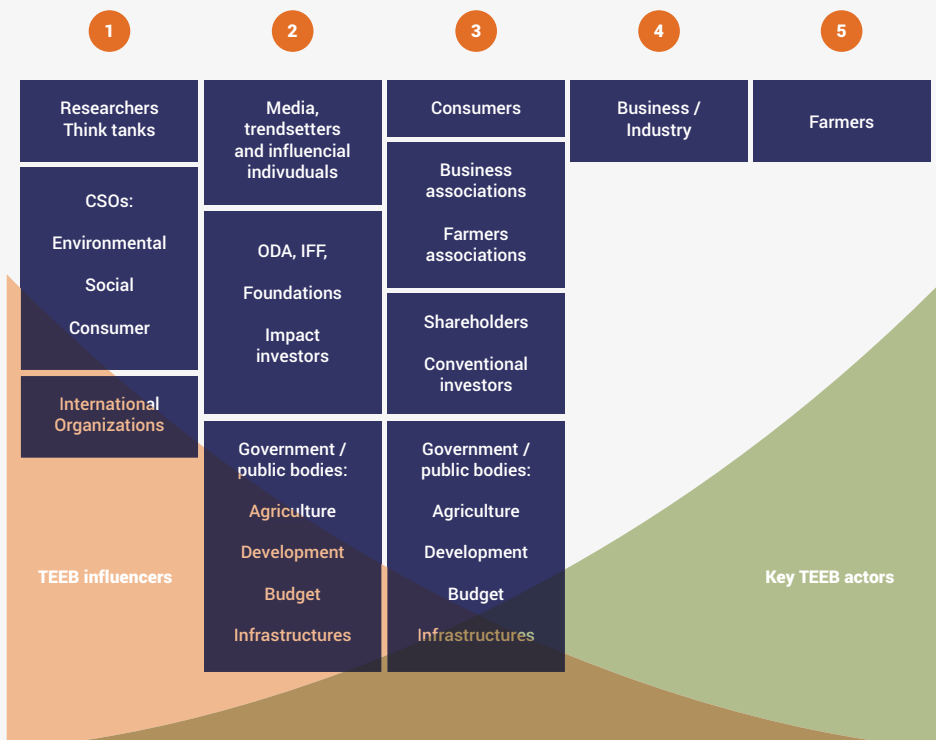 1
2
3
4
5
Researchers
Think tanks
CSOs:
Environmental
Social
Consumer
International
Organizations
Media,
trendsetters
and influencial
indivuduals
ODA, IFF,
Foundations
Impact
investors
Government /
public bodies:
Agriculture
Development
Budget
Infrastructures
Consumers
Business
associations
Farmers
associations
Shareholders
Conventional
investors
Government /
public bodies:
Agriculture
Development
Budget
Infrastructures
Business /
Industry
Farmers
TEEB influencers
Key TEEB actors